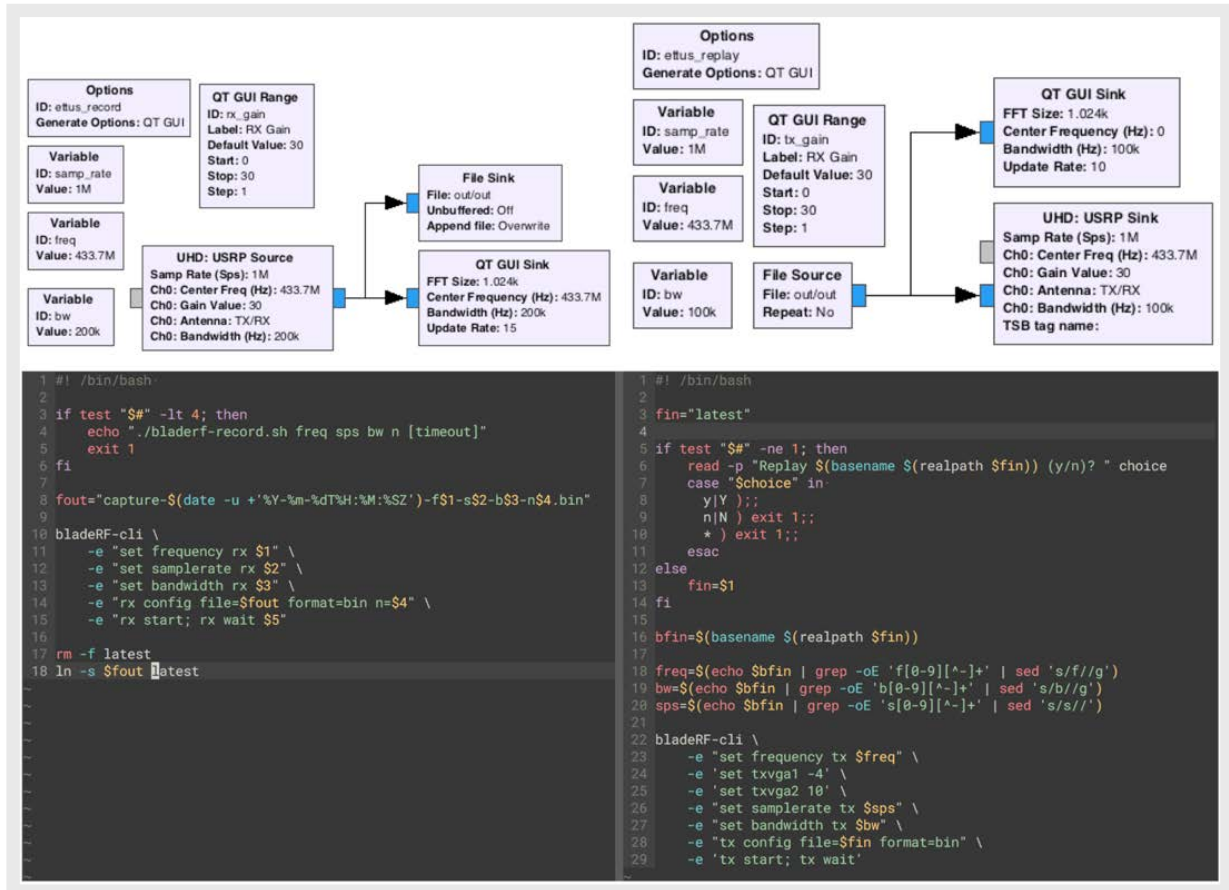 Options
ID: ettus_record
Generate Options: QT GUI
Variable
ID: samp_rate
Value: 1M
Variable
ID: freq
Value: 433.7M
Variable
ID: bw
Value: 200k
QT GUI Range
ID: rx_gain
Label: RX Gain
Default Value: 30
Start: 0
Stop: 30
Step: 1
UHD: USRP Source
Samp Rate (Sps): 1M
Ch0: Center Freq (Hz): 433.7M
Ch0: Gain Value: 30
Ch0: Antenna: TX/RX
Ch0: Bandwidth (Hz): 200k
File Sink
File: out/out
Unbuffered: Off
Append file: Overwrite
QT GUI Sink
FFT Size: 1.024k
Center Frequency (Hz): 433.7M
Bandwidth (Hz): 200k
Update Rate: 15
Options
ID: ettus_replay
Generate Options: QT GUI
Variable
ID: samp_rate
Value: 1M
Variable
ID: freq
Value: 433.7M
Variable
ID: bw
Value: 100k
QT GUI Range
ID: tx_gain
Label: RX Gain
Default Value: 30
Start: 0
Stop: 30
Step: 1
File Source
File: out/out
Repeat: No
QT GUI Sink
FFT Size: 1.024k
Center Frequency (Hz): 0
Bandwidth (Hz): 100k
Update Rate: 10
UHD: USRP Sink
Samp Rate (Sps): 1M
Ch0: Center Freq (Hz): 433.7M
Ch0: Gain Value: 30
Ch0: Antenna: TX/RX
Ch0: Bandwidth (Hz): 100k
TSB tag name:
1 #! /bin/bash
2
3 if test "$#" -lt 4; then
4     echo "./bladerf-record.sh freq sps bw n [timeout]"
5     exit 1
6 fi
7
8 fout="capture-$(date -u +'%Y-%m-%dT%H:%M:%SZ')-f$1-s$2-b$3-n$4.bin"
9
10 bladeRF-cli \
11     -e "set frequency rx $1" \
12     -e "set samplerate rx $2" \
13     -e "set bandwidth rx $3" \
14     -e "rx config file=$fout format=bin n=$4" \
15     -e "rx start; rx wait $5"
16
17 rm -f latest
18 ln -s $fout latest
~
~
~
~
~
~
~
~
~
~
~
1 #! /bin/bash
2
3 fin="latest"
4
5 if test "$#" -ne 1; then
6     read -p "Replay $(basename $(realpath $fin)) (y/n)? " choice
7     case "$choice" in
8       y|Y );;
9       n|N ) exit 1;;
10       * ) exit 1;;
11     esac
12 else
13     fin=$1
14 fi
15
16 bfin=$(basename $(realpath $fin))
17
18 freq=$(echo $bfin | grep -oE 'f[0-9][^-]+' | sed 's/f//g')
19 bw=$(echo $bfin | grep -oE 'b[0-9][^-]+' | sed 's/b//g')
20 sps=$(echo $bfin | grep -oE 's[0-9][^-]+' | sed 's/s//')
21
22 bladeRF-cli \
23     -e "set frequency tx $freq" \
24     -e 'set txvga1 -4' \
25     -e 'set txvga2 10' \
26     -e "set samplerate tx $sps" \
27     -e "set bandwidth tx $bw" \
28     -e "tx config file=$fin format=bin" \
29     -e 'tx start; tx wait'
~